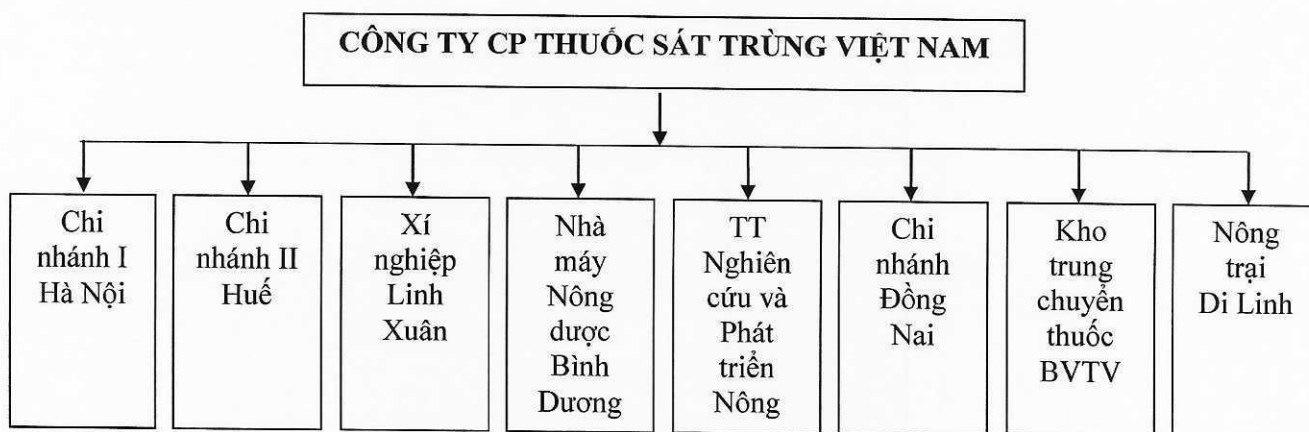 CÔNG TY CP THUỐC SÁT TRÙNG VIỆT NAM
Chi
nhánh I
Hà Nội
Chi
nhánh II
Huế
Xí
nghiệp
Linh
Xuân
Nhà
máy
Nông
dược
Bình
Dương
TT
Nghiên
cứu và
Phát
triển
Nông
Chi
nhánh
Đồng
Nai
Kho
trung
chuyển
thuốc
BVTV
Nông
trại
Di Linh